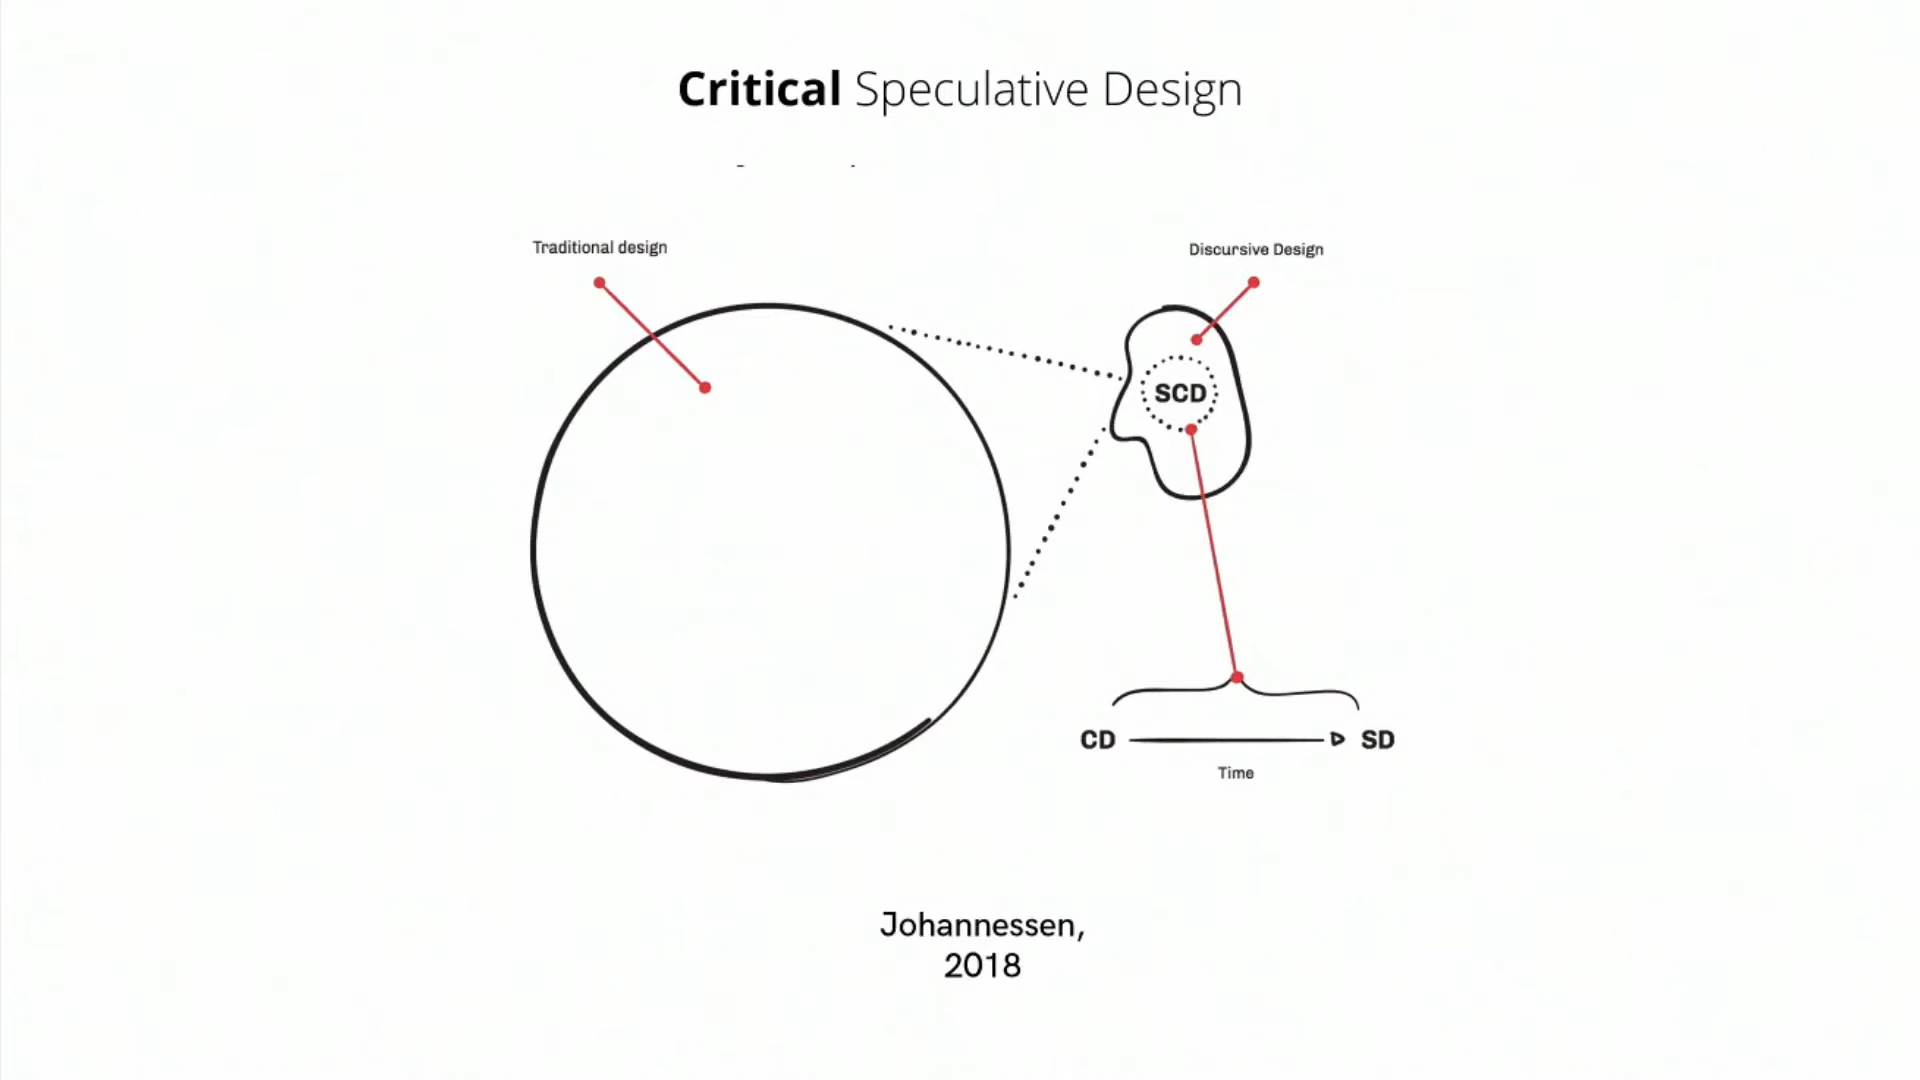 Critical Speculative Design
Traditional design
Discursive Design
SCD
CD
SD
Time
Johannessen,
2018